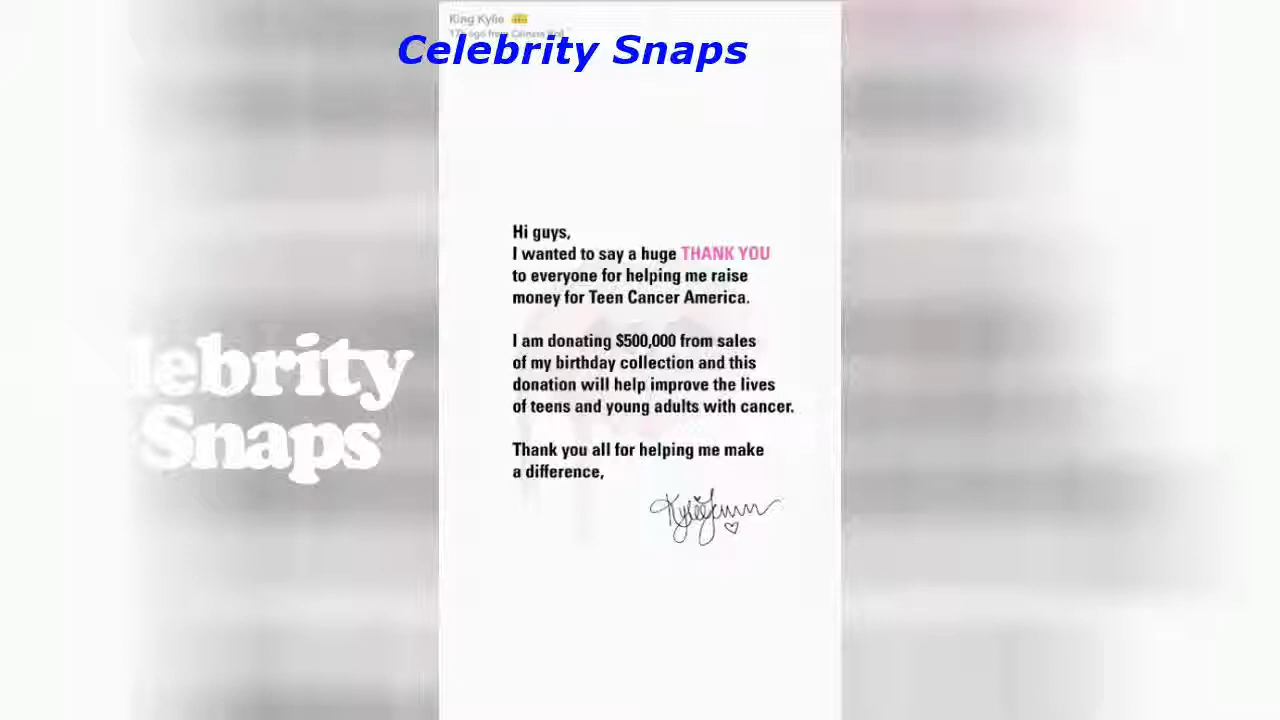 King Kylie
Celebrity Snaps
Hi guys,
I wanted to say a huge THANK YOU
to everyone for helping me raise
money for Teen Cancer America.
I am donating $500,000 from sales
of my birthday collection and this
donation will help improve the lives
of teens and young adults with cancer.
Thank you all for helping me make
a difference,
Kylie Jenner
lebrity
Snaps